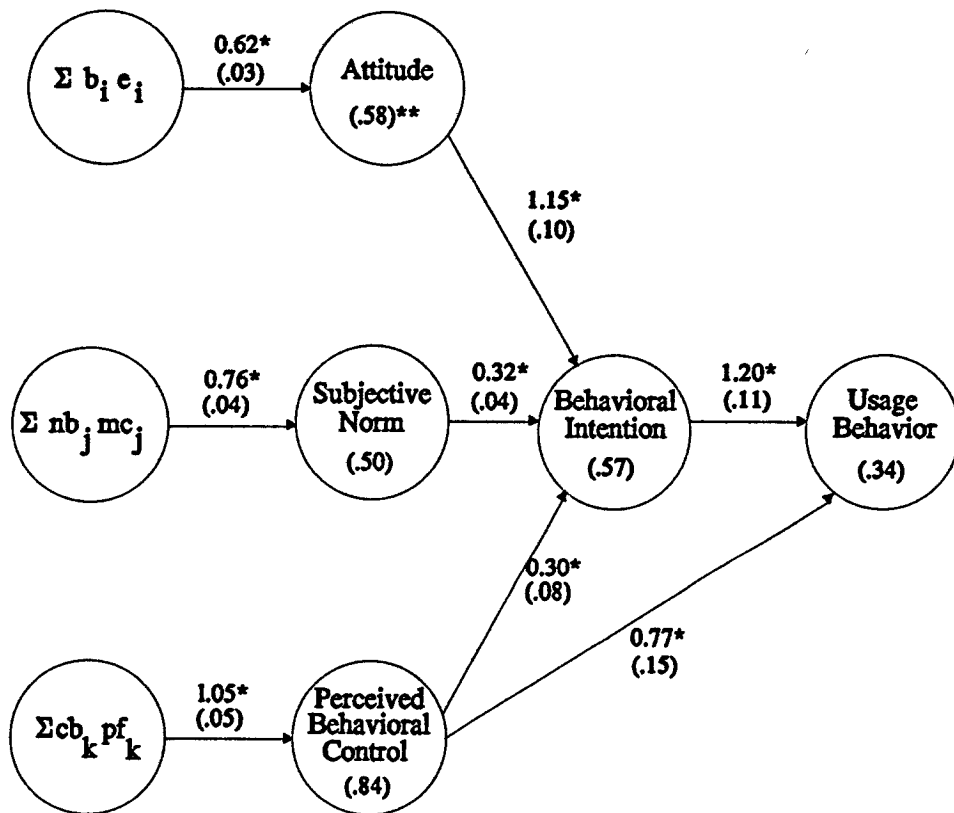 Σ b_i e_i
0.62*
(.03)
Attitude
(.58)**
1.15*
(.10)
Σ nb_j mc_j
0.76*
(.04)
Subjective
Norm
(.50)
0.32*
(.04)
Behavioral
Intention
(.57)
1.20*
(.11)
Usage
Behavior
(.34)
0.30*
(.08)
0.77*
(.15)
Σcb_k pf_k
1.05*
(.05)
Perceived
Behavioral
Control
(.84)